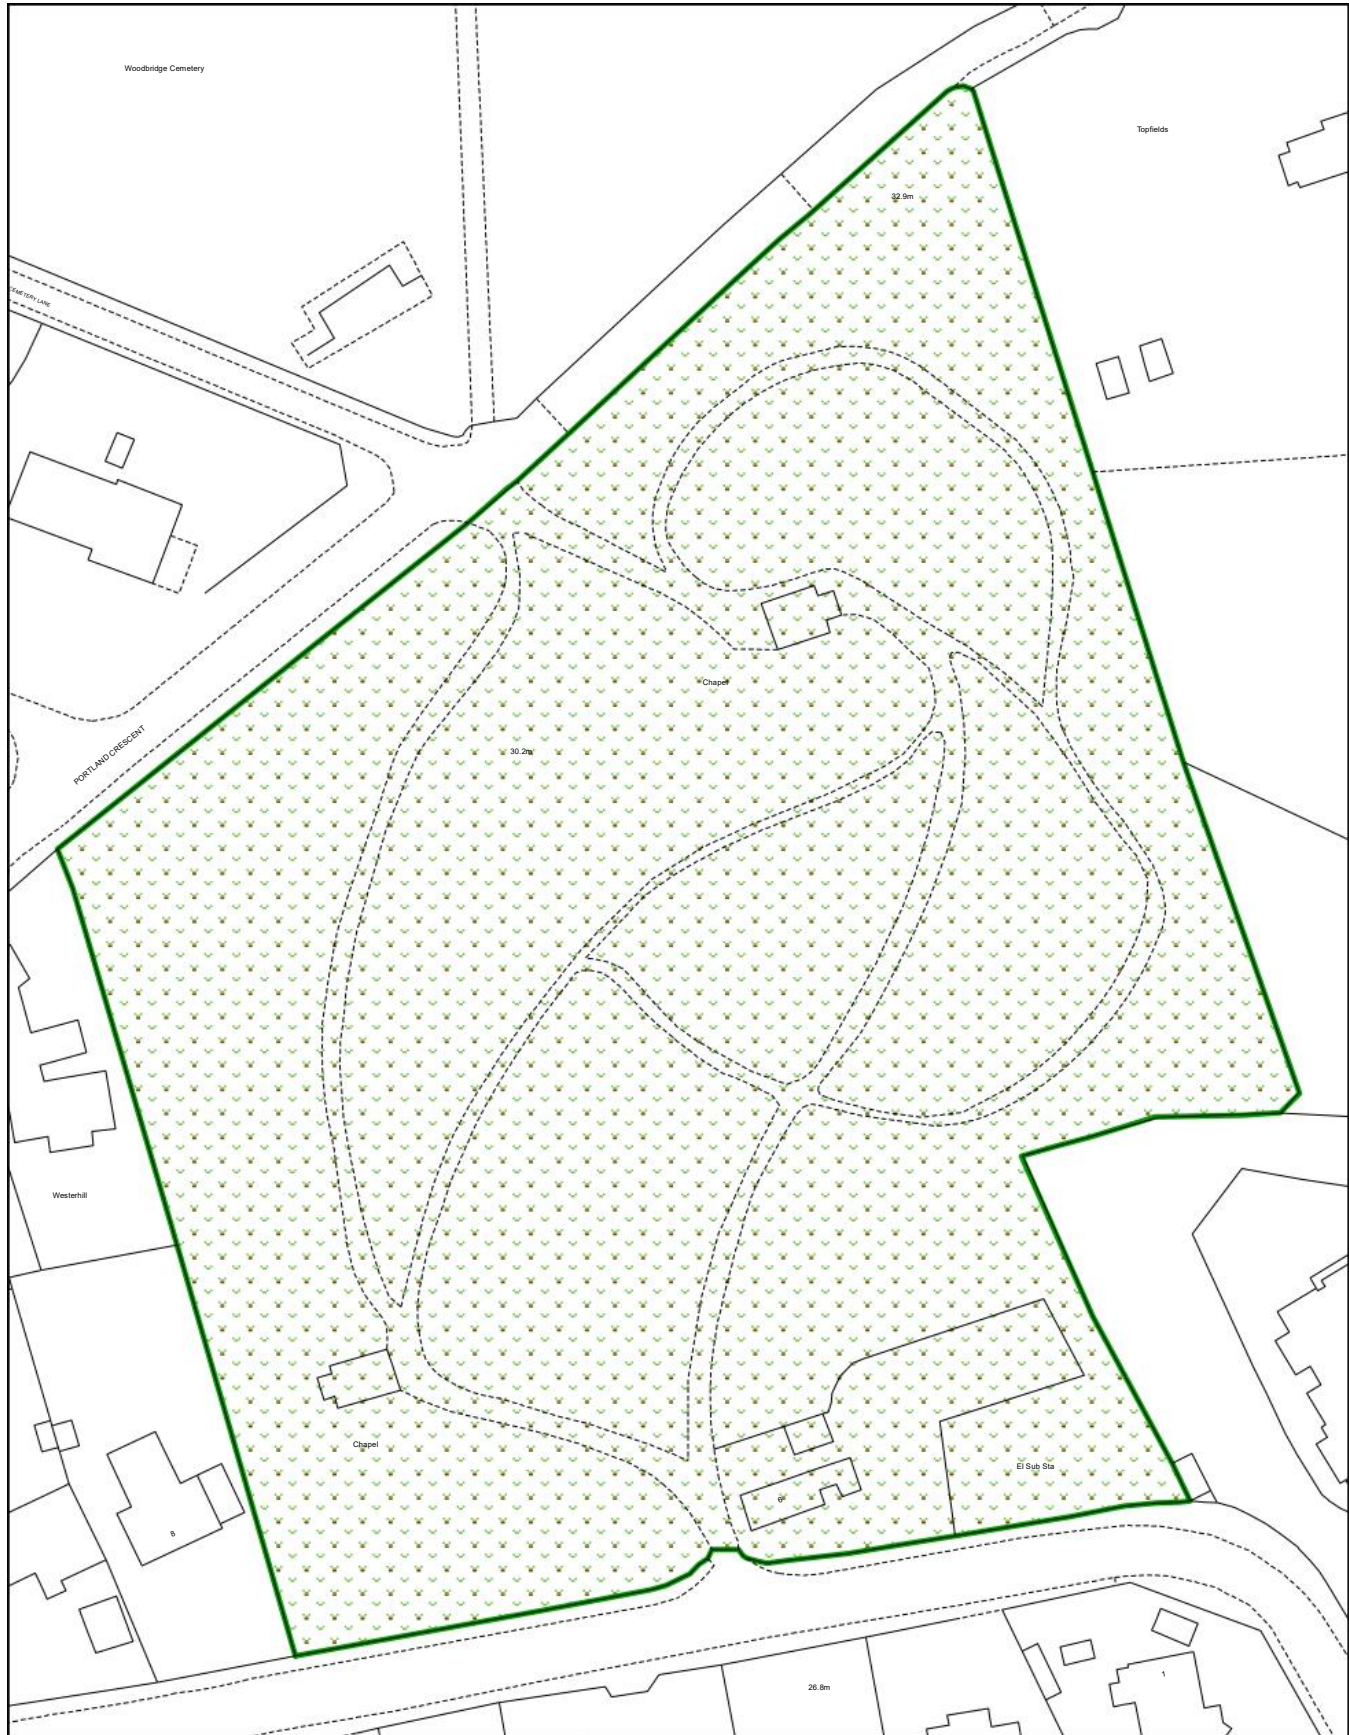 Woodbridge Cemetery
Topfields
32.9m
CEMETERY LANE
Chapel
PORTLAND CRESCENT
30.2m
Westerhill
Chapel
El Sub Sta
6
8
1
26.8m